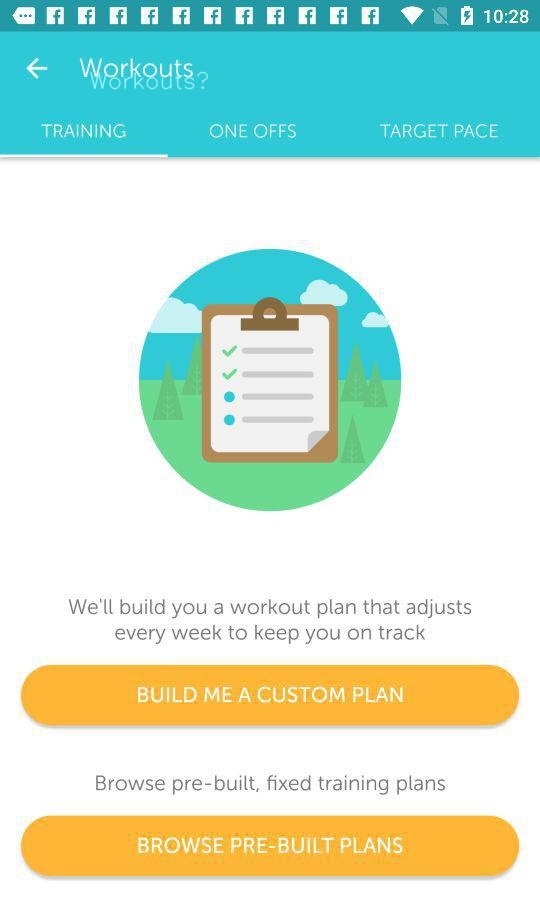 10:28
Workouts
Workouts?
TRAINING ONE OFFS TARGET PACE
We'll build you a workout plan that adjusts
every week to keep you on track
BUILD ME A CUSTOM PLAN
Browse pre-built, fixed training plans
BROWSE PRE-BUILT PLANS